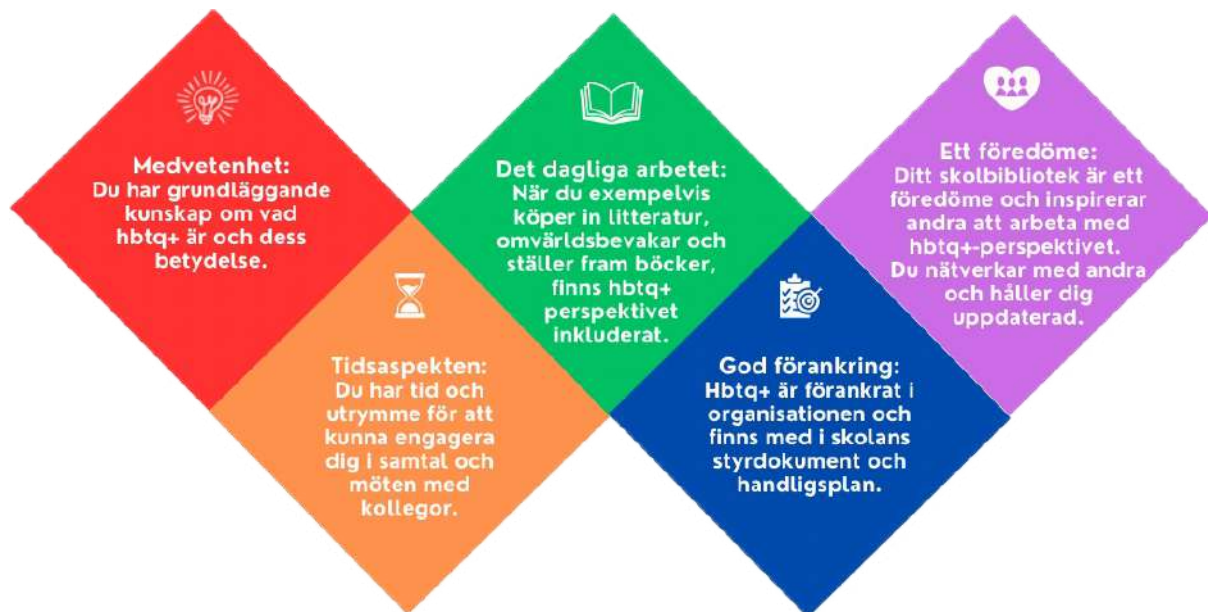 Medvetenhet:
Du har grundläggande
kunskap om vad
hbtq+ är och dess
betydelse.
Tidsaspekten:
Du har tid och
utrymme för att
kunna engagera
dig i samtal och
möten med
kollegor.
Det dagliga arbetet:
När du exempelvis
köper in litteratur,
omvärldsbevakar och
ställer fram böcker,
finns hbtq+
perspektivet
inkluderat.
God förankring:
Hbtq+ är förankrat i
organisationen och
finns med i skolans
styrdokument och
handligsplan.
Ett föredöme:
Ditt skolbibliotek är ett
föredöme och inspirerar
andra att arbeta med
hbtq+-perspektivet.
Du nätverkar med andra
och håller dig
uppdaterad.